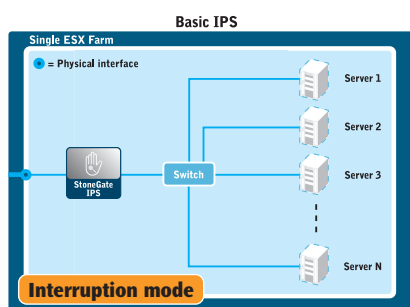 Basic IPS
Single ESX Farm
= Physical interface
Server 1
Server 2
StoneGate
IPS
Switch
Server 3
Server N
Interruption mode